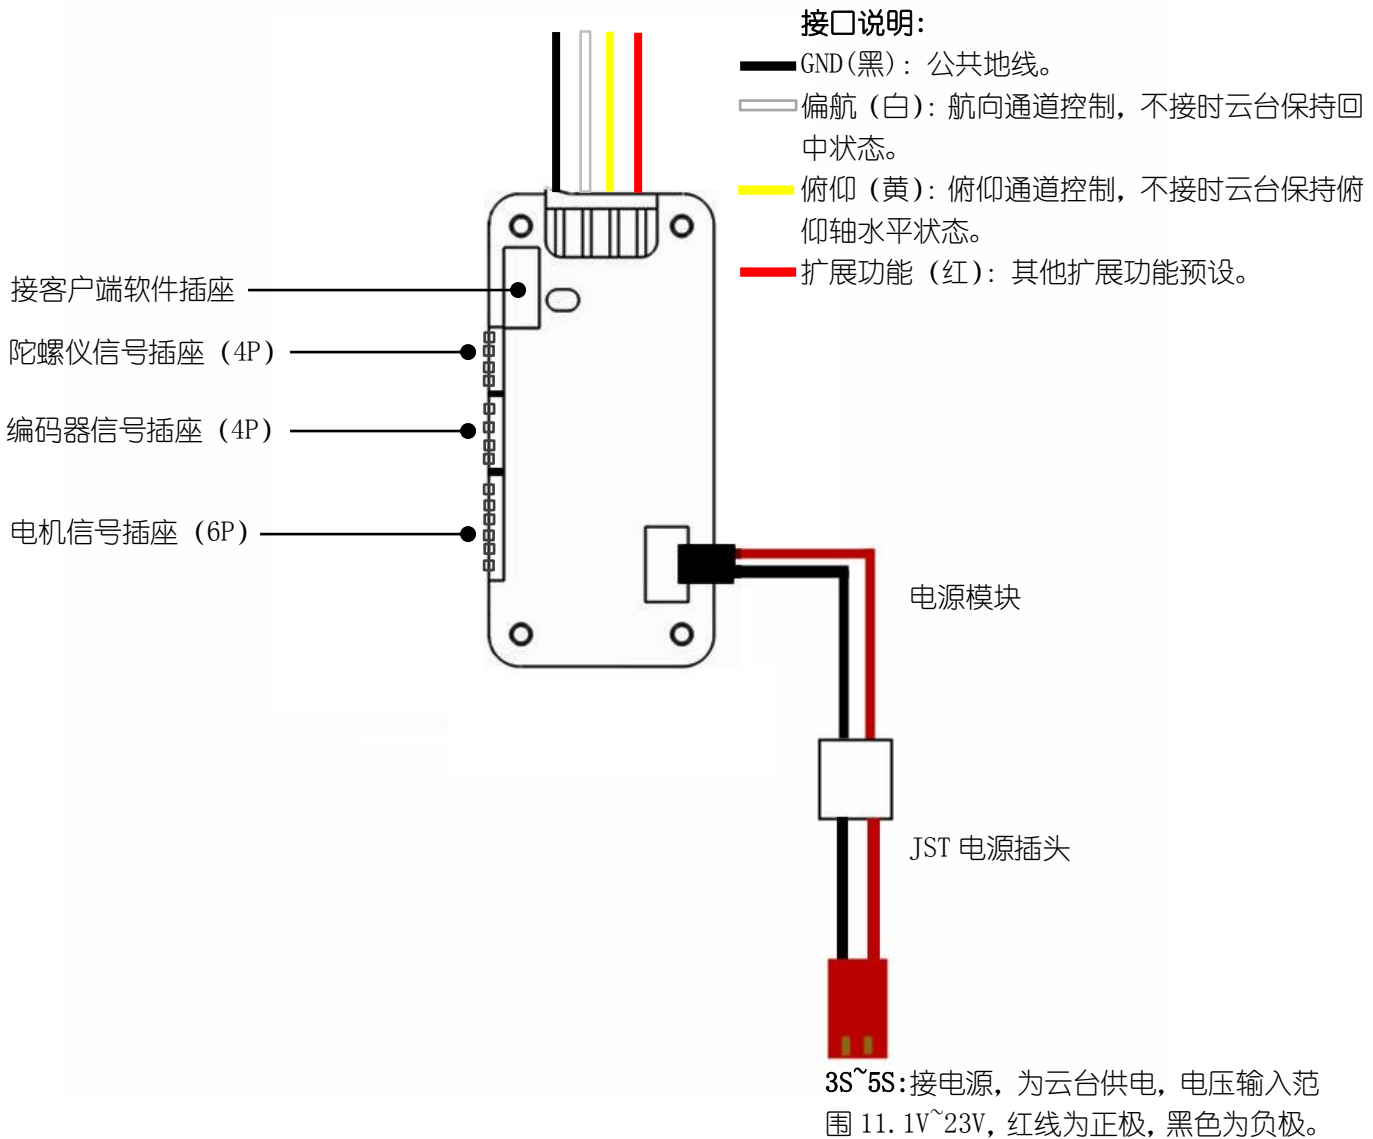 接口说明:
GND(黑): 公共地线。
偏航 (白): 航向通道控制, 不接时云台保持回
中状态。
俯仰 (黄): 俯仰通道控制, 不接时云台保持俯
仰轴水平状态。
扩展功能 (红): 其他扩展功能预设。
接客户端软件插座
陀螺仪信号插座 (4P)
编码器信号插座 (4P)
电机信号插座 (6P)
电源模块
JST 电源插头
3S~5S:接电源, 为云台供电, 电压输入范
围 11.1V~23V, 红线为正极, 黑色为负极。